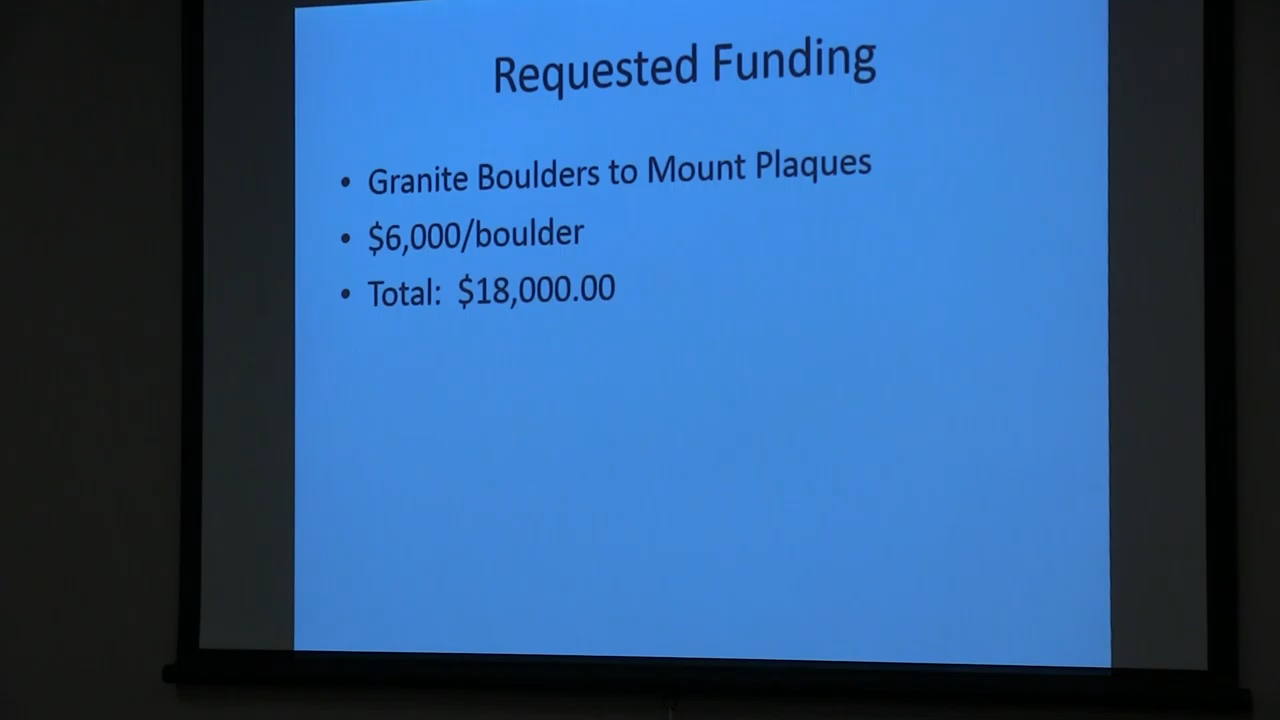 Requested Funding
• Granite Boulders to Mount Plaques
• $6,000/boulder
• Total: $18,000.00